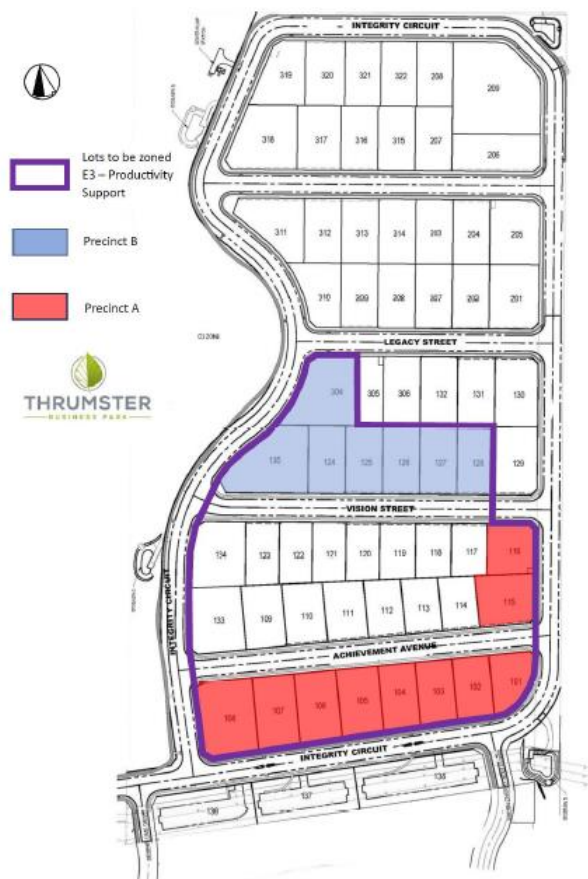 INTEGRITY CIRCUIT
319 320 321 322 208 209
318 317 316 315 207 206
Lots to be zoned
E3 – Productivity
Support
Precinct B
Precinct A
THRUMSTER
BUSINESS PARK
311 312 313 214 203 204 205
310 209 208 207 202 201
LEGACY STREET
304 305 306 132 131 130
124 125 126 127 128 129
VISION STREET
134 123 122 121 120 119 118 117 116
133 109 110 111 112 113 114 115
INTEGRITY CIRCUIT
ACHIEVEMENT AVENUE
107 106 105 104 103 102 101
INTEGRITY CIRCUIT
136 137 138